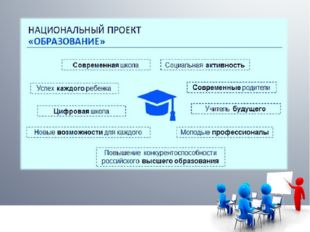 НАЦИОНАЛЬНЫЙ ПРОЕКТ
«ОБРАЗОВАНИЕ»
Современная школа
Социальная активность
Успех каждого ребенка
Современные родители
Цифровая школа
Учитель будущего
Новые возможности для каждого
Молодые профессионалы
Повышение конкурентоспособности
российского высшего образования